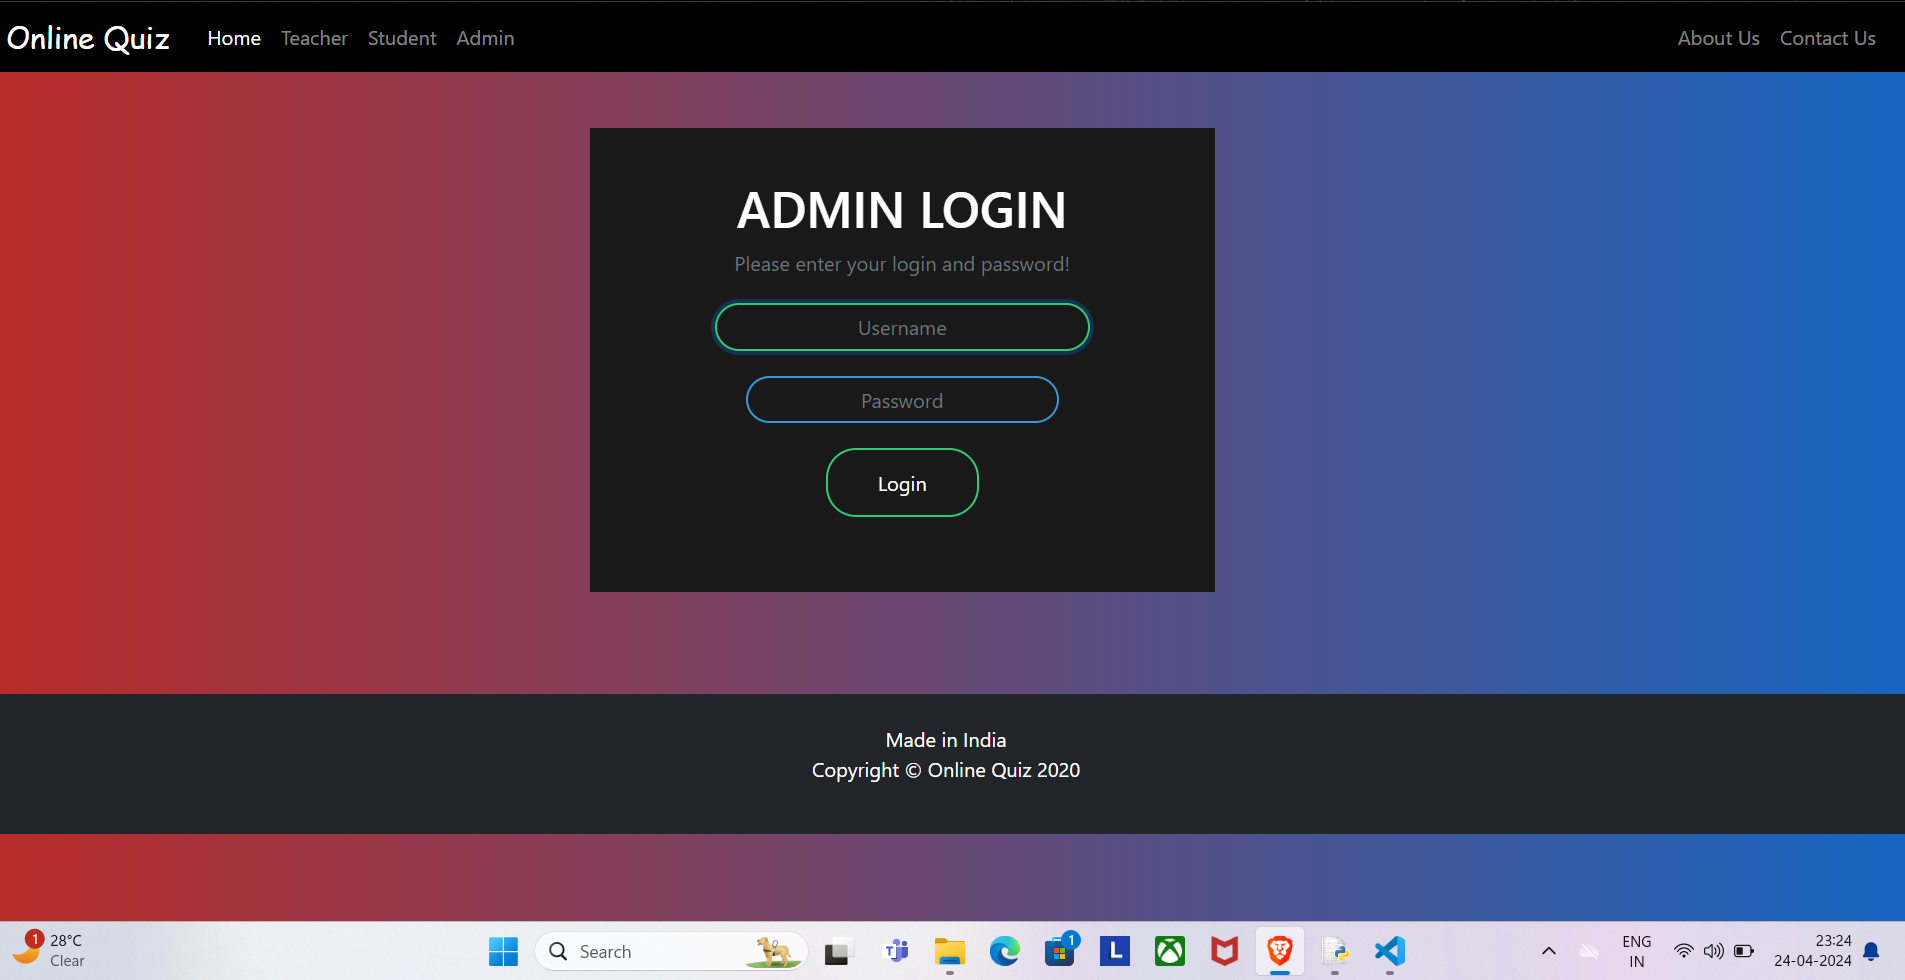 Online Quiz Home Teacher Student Admin About Us Contact Us
ADMIN LOGIN
Please enter your login and password!
Username
Password
Login
Made in India
Copyright © Online Quiz 2020
1 28°C
Clear
Search
T
1
L
ENG
IN
23:24
24-04-2024